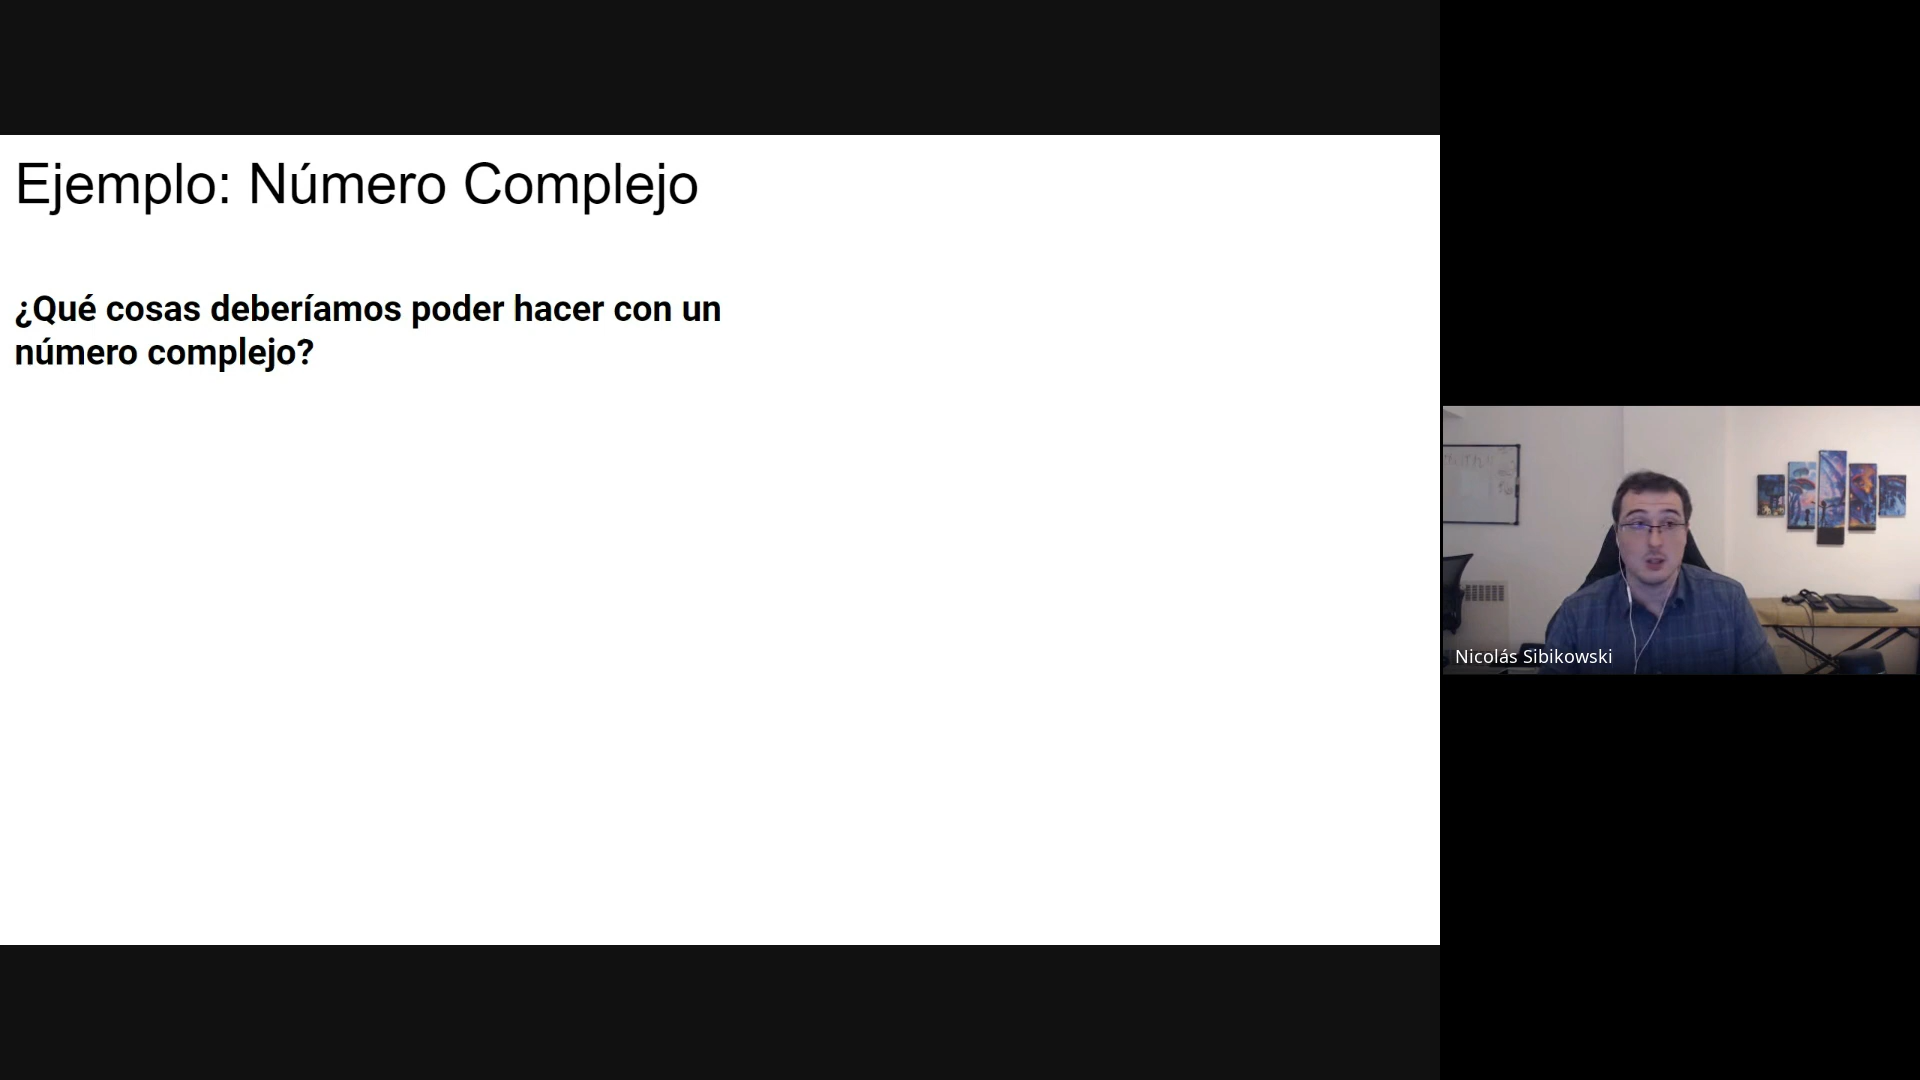 Ejemplo: Número Complejo
¿Qué cosas deberíamos poder hacer con un
número complejo?
Nicolás Sibikowski